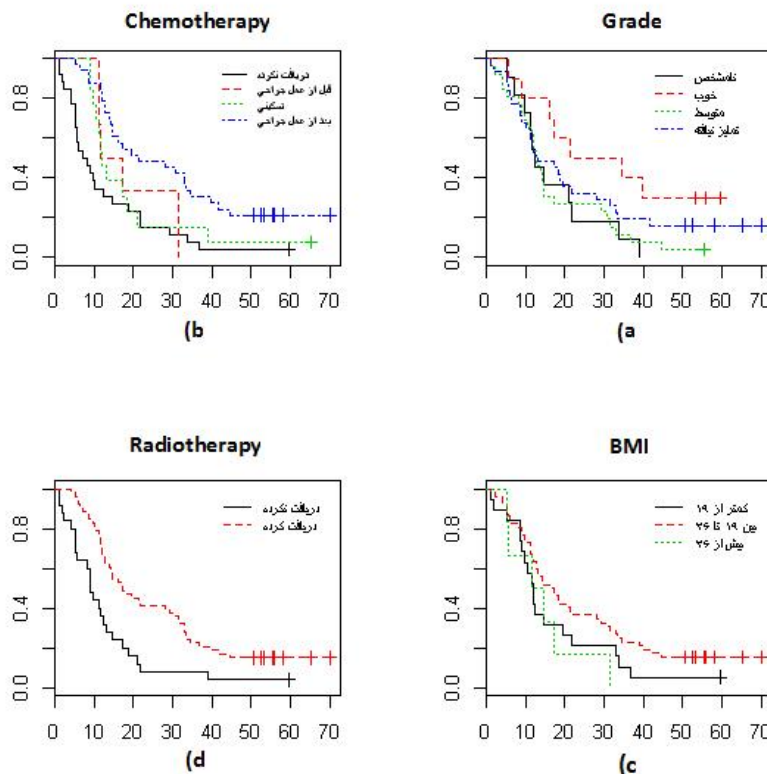 Chemotherapy
دریافت نکرده
قبل از عمل جراحي
تسكيني
بعد از عمل جراحي
0.8
0.4
0.0
0 10 20 30 40 50 60 70
(b
Grade
نامشخص
خوب
متوسط
تمایز نیافته
0.8
0.4
0.0
0 10 20 30 40 50 60 70
(a
Radiotherapy
دریافت نکرده
دریافت کرده
0.8
0.4
0.0
0 10 20 30 40 50 60 70
(d
BMI
کمتر از ۱۹
بین ۱۹ تا ۲۶
بیش از ۲۶
0.8
0.4
0.0
0 10 20 30 40 50 60 70
(c